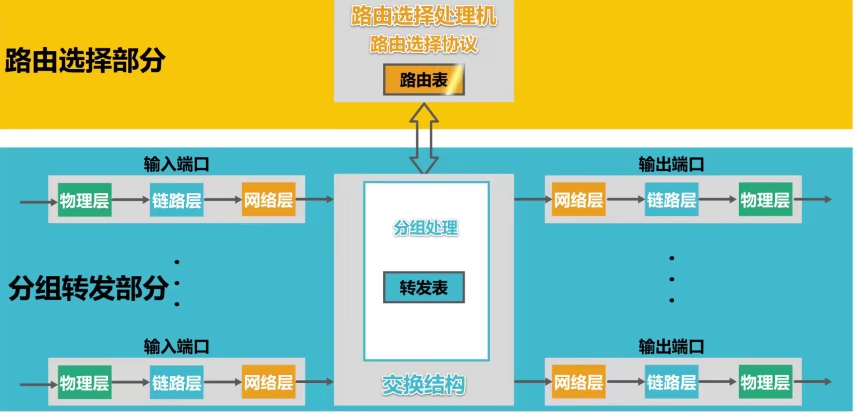 路由选择处理机
路由选择协议
路由表
路由选择部分
输入端口
物理层 链路层 网络层
输出端口
网络层 链路层 物理层
分组处理
转发表
交换结构
分组转发部分
输入端口
物理层 链路层 网络层
输出端口
网络层 链路层 物理层